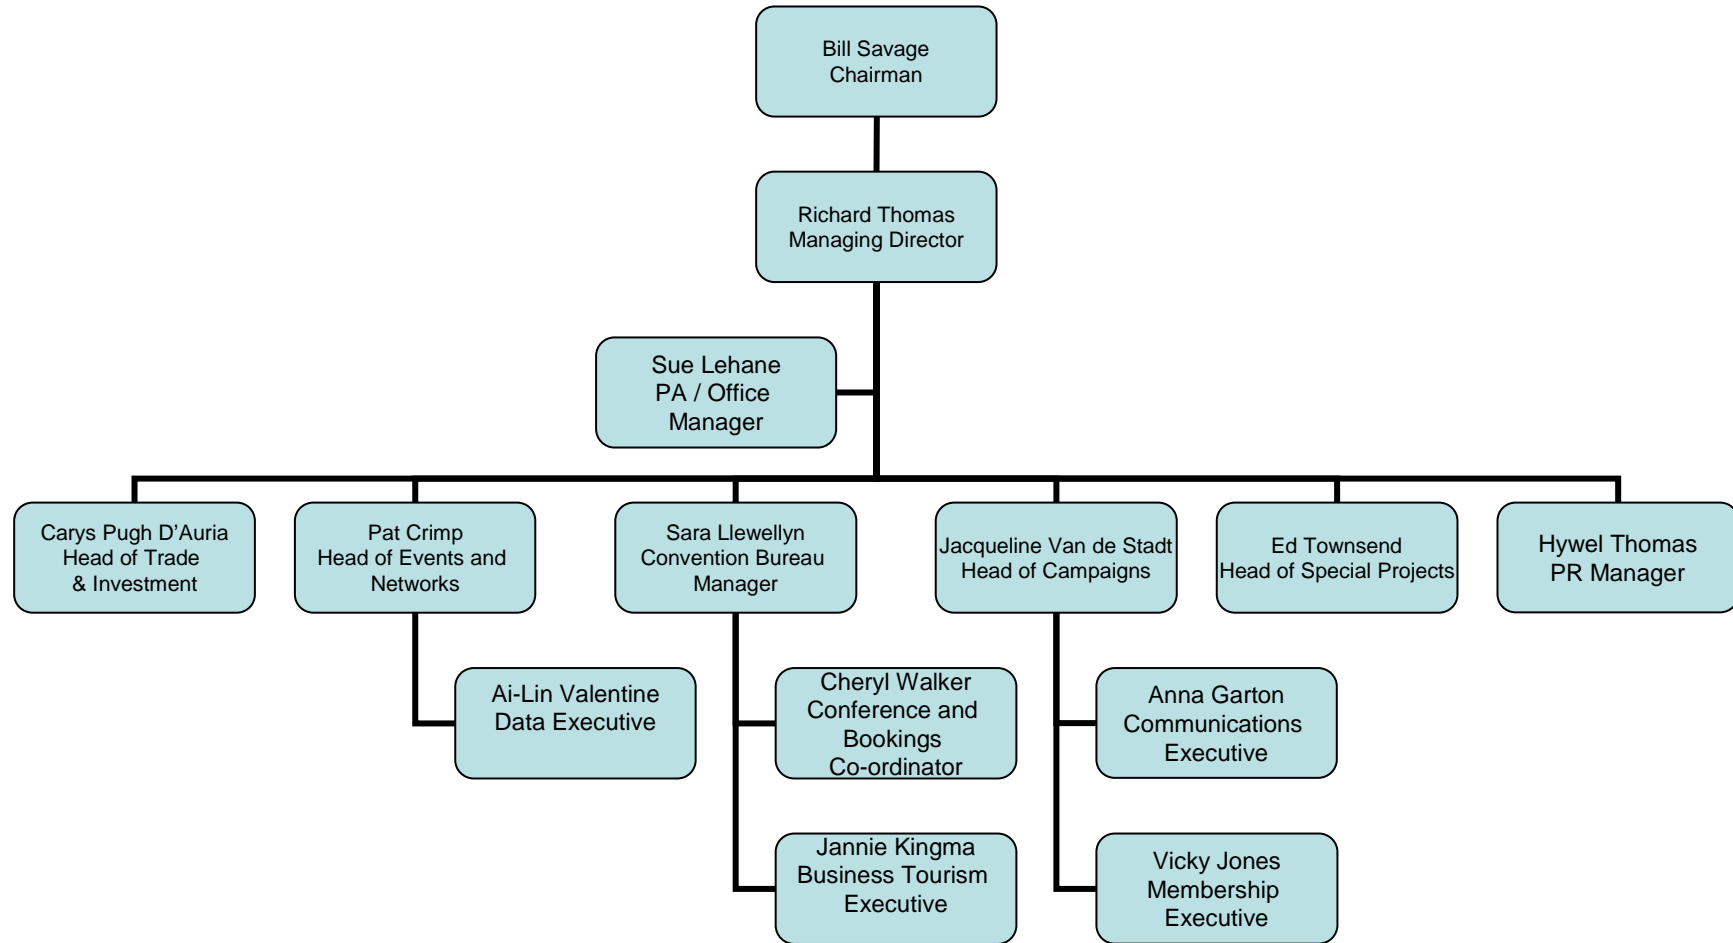 Bill Savage
Chairman
Richard Thomas
Managing Director
Sue Lehane
PA / Office
Manager
Carys Pugh D’Auria
Head of Trade
& Investment
Pat Crimp
Head of Events and
Networks
Sara Llewellyn
Convention Bureau
Manager
Jacqueline Van de Stadt
Head of Campaigns
Ed Townsend
Head of Special Projects
Hywel Thomas
PR Manager
Ai-Lin Valentine
Data Executive
Cheryl Walker
Conference and
Bookings
Co-ordinator
Anna Garton
Communications
Executive
Jannie Kingma
Business Tourism
Executive
Vicky Jones
Membership
Executive